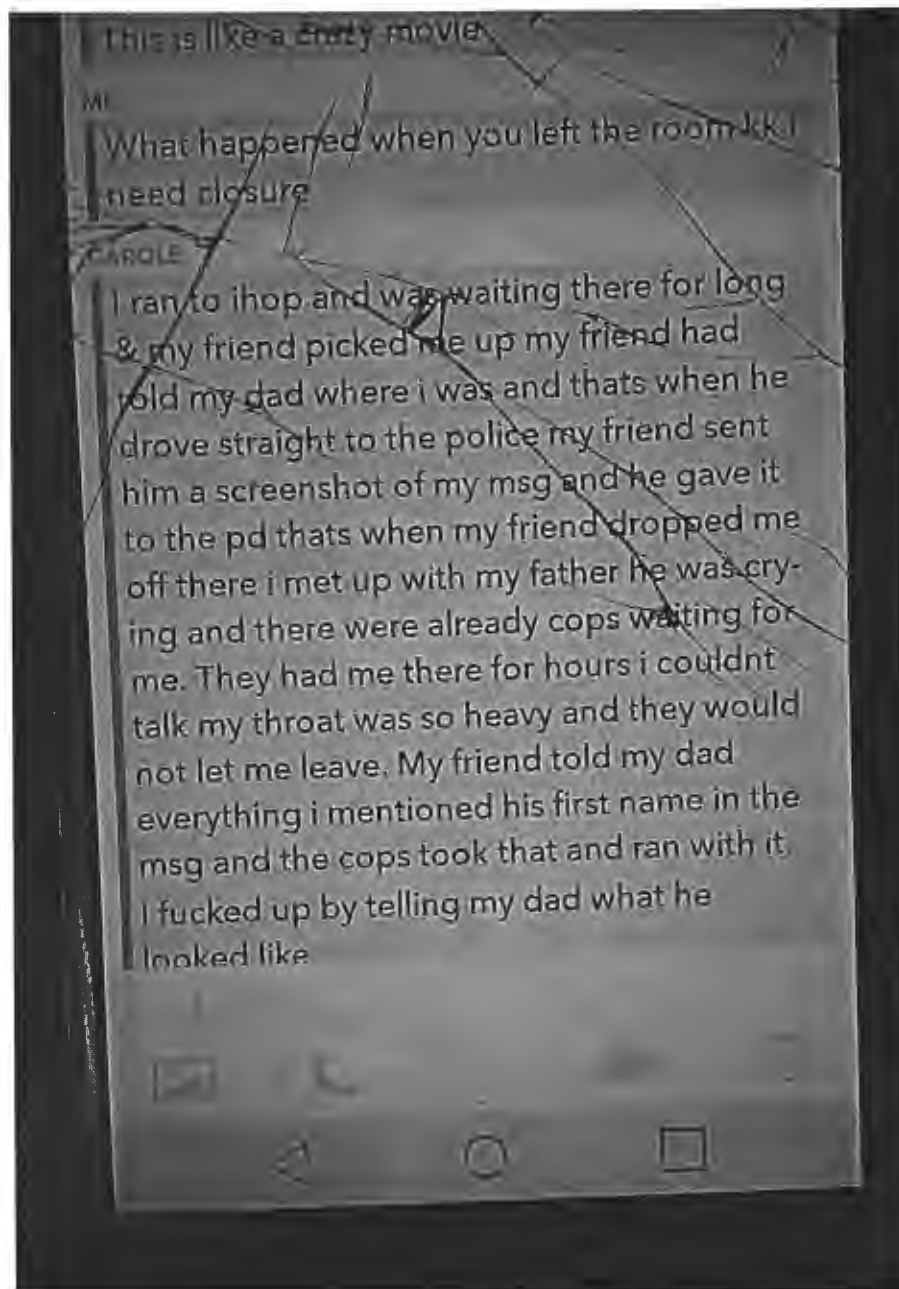 This is like a crazy movie
ME
What happened when you left the room kk I
need closure
CAROLE
I ran to ihop and was waiting there for long
& my friend picked me up my friend had
told my dad where i was and thats when he
drove straight to the police my friend sent
him a screenshot of my msg and he gave it
to the pd thats when my friend dropped me
off there i met up with my father he was cry-
ing and there were already cops waiting for
me. They had me there for hours i couldnt
talk my throat was so heavy and they would
not let me leave. My friend told my dad
everything i mentioned his first name in the
msg and the cops took that and ran with it.
I fucked up by telling my dad what he
looked like